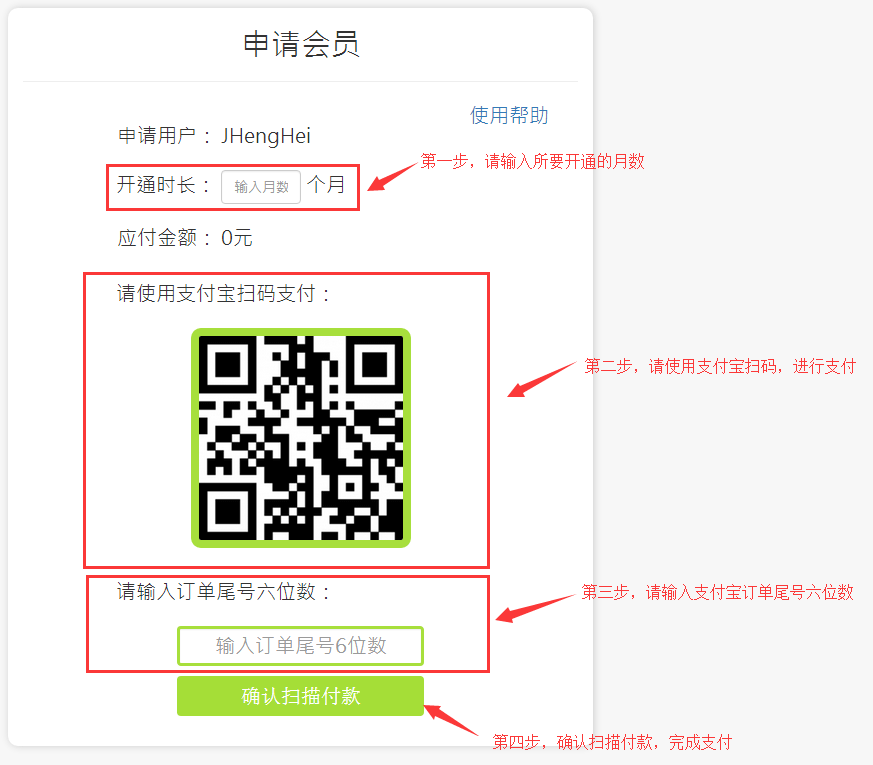 申请会员
使用帮助
申请用户： JHengHei
第一步，请输入所要开通的月数
开通时长： 输入月数 个月
应付金额： 0元
请使用支付宝扫码支付：
第二步，请使用支付宝扫码，进行支付
请输入订单尾号六位数：
第三步，请输入支付宝订单尾号六位数
输入订单尾号6位数
确认扫描付款
第四步，确认扫描付款，完成支付